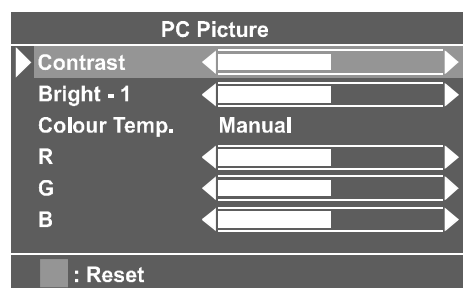 PC Picture
Contrast
Bright - 1
Colour Temp. Manual
R
G
B
: Reset